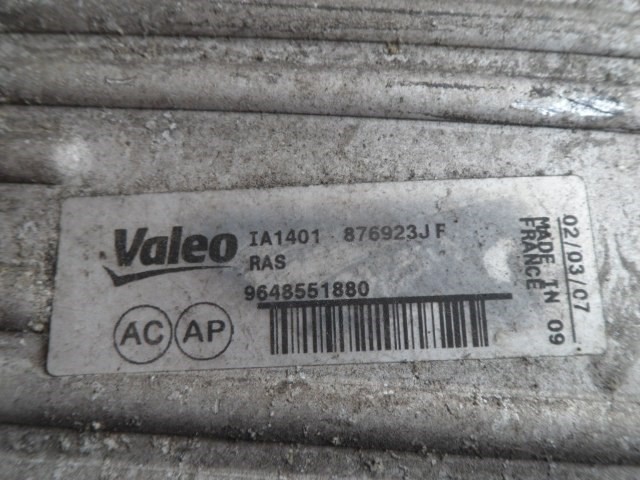 Valeo
IA1401 876923J F
RAS
9648551880
AC AP
02/03/07
MADE IN 09
FRANCE